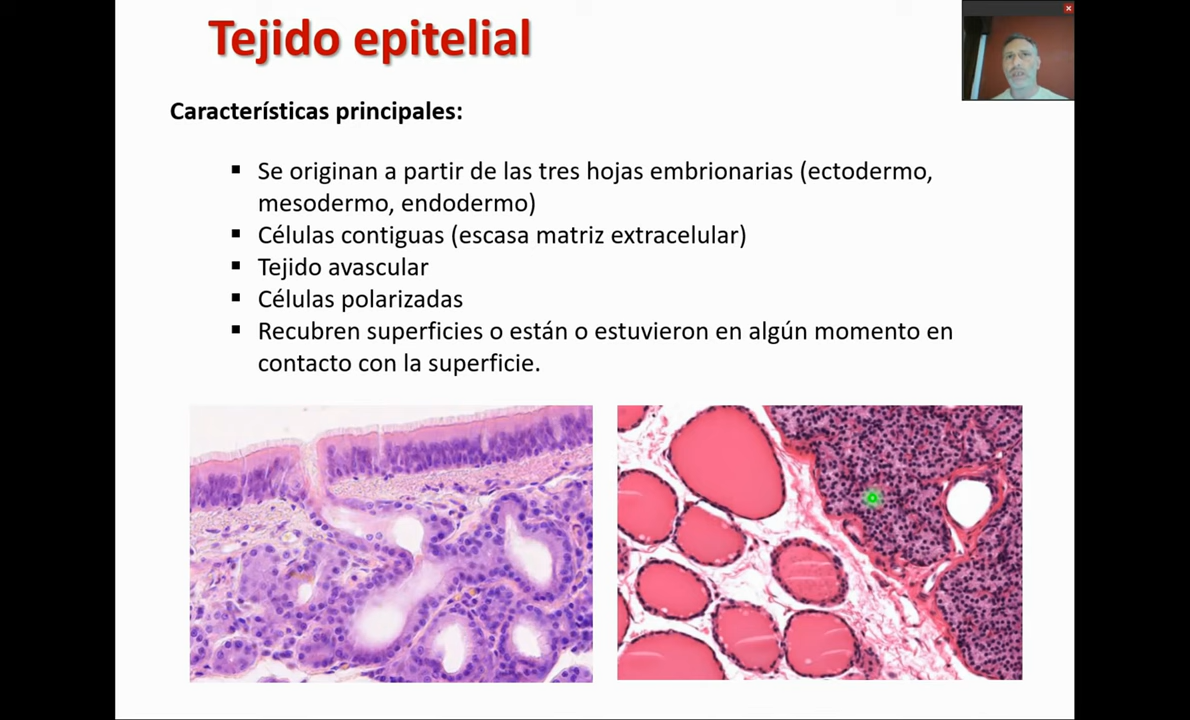 Tejido epitelial
Características principales:
▪ Se originan a partir de las tres hojas embrionarias (ectodermo,
mesodermo, endodermo)
▪ Células contiguas (escasa matriz extracelular)
▪ Tejido avascular
▪ Células polarizadas
▪ Recubren superficies o están o estuvieron en algún momento en
contacto con la superficie.